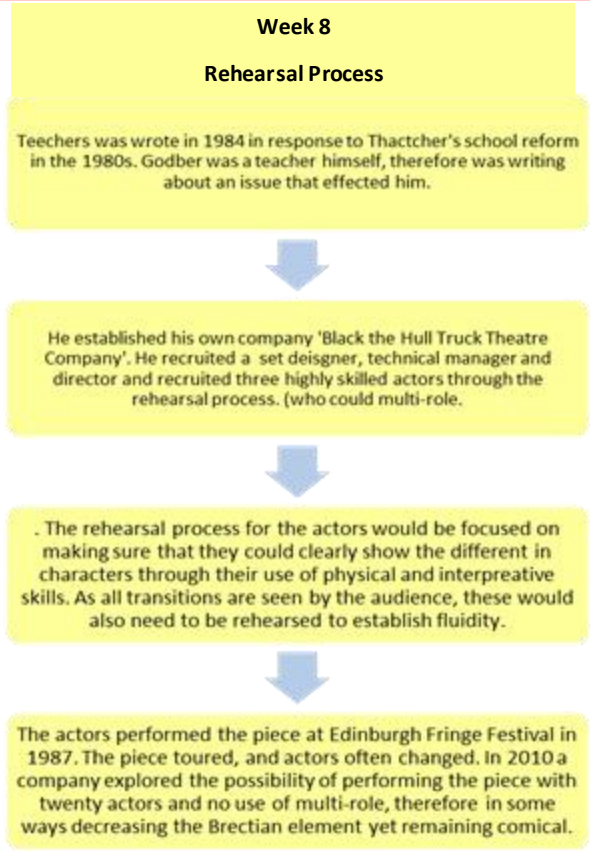 Week 8
Rehearsal Process
Teechers was wrote in 1984 in response to Thactcher's school reform
in the 1980s. Godber was a teacher himself, therefore was writing
about an issue that effected him.
He established his own company 'Black the Hull Truck Theatre
Company'. He recruited a set deisgner, technical manager and
director and recruited three highly skilled actors through the
rehearsal process. (who could multi-role.
. The rehearsal process for the actors would be focused on
making sure that they could clearly show the different in
characters through their use of physical and interpreative
skills. As all transitions are seen by the audience, these would
also need to be rehearsed to establish fluidity.
The actors performed the piece at Edinburgh Fringe Festival in
1987. The piece toured, and actors often changed. In 2010 a
company explored the possibility of performing the piece with
twenty actors and no use of multi-role, therefore in some
ways decreasing the Brectian element yet remaining comical.